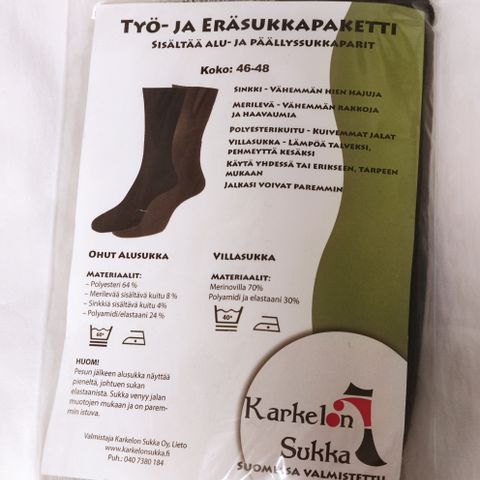 Työ- ja Eräsukkapaketti
Sisältää alu- ja päällyssukkaparit
Koko: 46-48
Sinkki - Vähemmän hien hajuja
Merilevä - Vähemmän rakkoja
ja haavaumia
Polyesterikuitu - Kuivemmat jalat
Villasukka - Lämpöä talveksi,
pehmeyttä kesäksi
Käytä yhdessä tai erikseen, tarpeen
mukaan
Jalkasi voivat paremmin
Ohut Alusukka
Materiaalit:
– Polyesteri 64 %
– Merilevää sisältävä kuitu 8 %
– Sinkkiä sisältävä kuitu 4%
– Polyamidi/elastaani 24 %
60°
Villasukka
Materiaalit:
Merinovilla 70%
Polyamidi ja elastaani 30%
40°
HUOM!
Pesun jälkeen alusukka näyttää
pieneltä, johtuen sukan
elastaanista. Sukka venyy jalan
muotojen mukaan ja on parem-
min istuva.
Valmistaja Karkelon Sukka Oy, Lieto
www.karkelonsukka.fi
Puh.: 040 7380 184
Karkelon
Sukka
Suomessa valmistettu